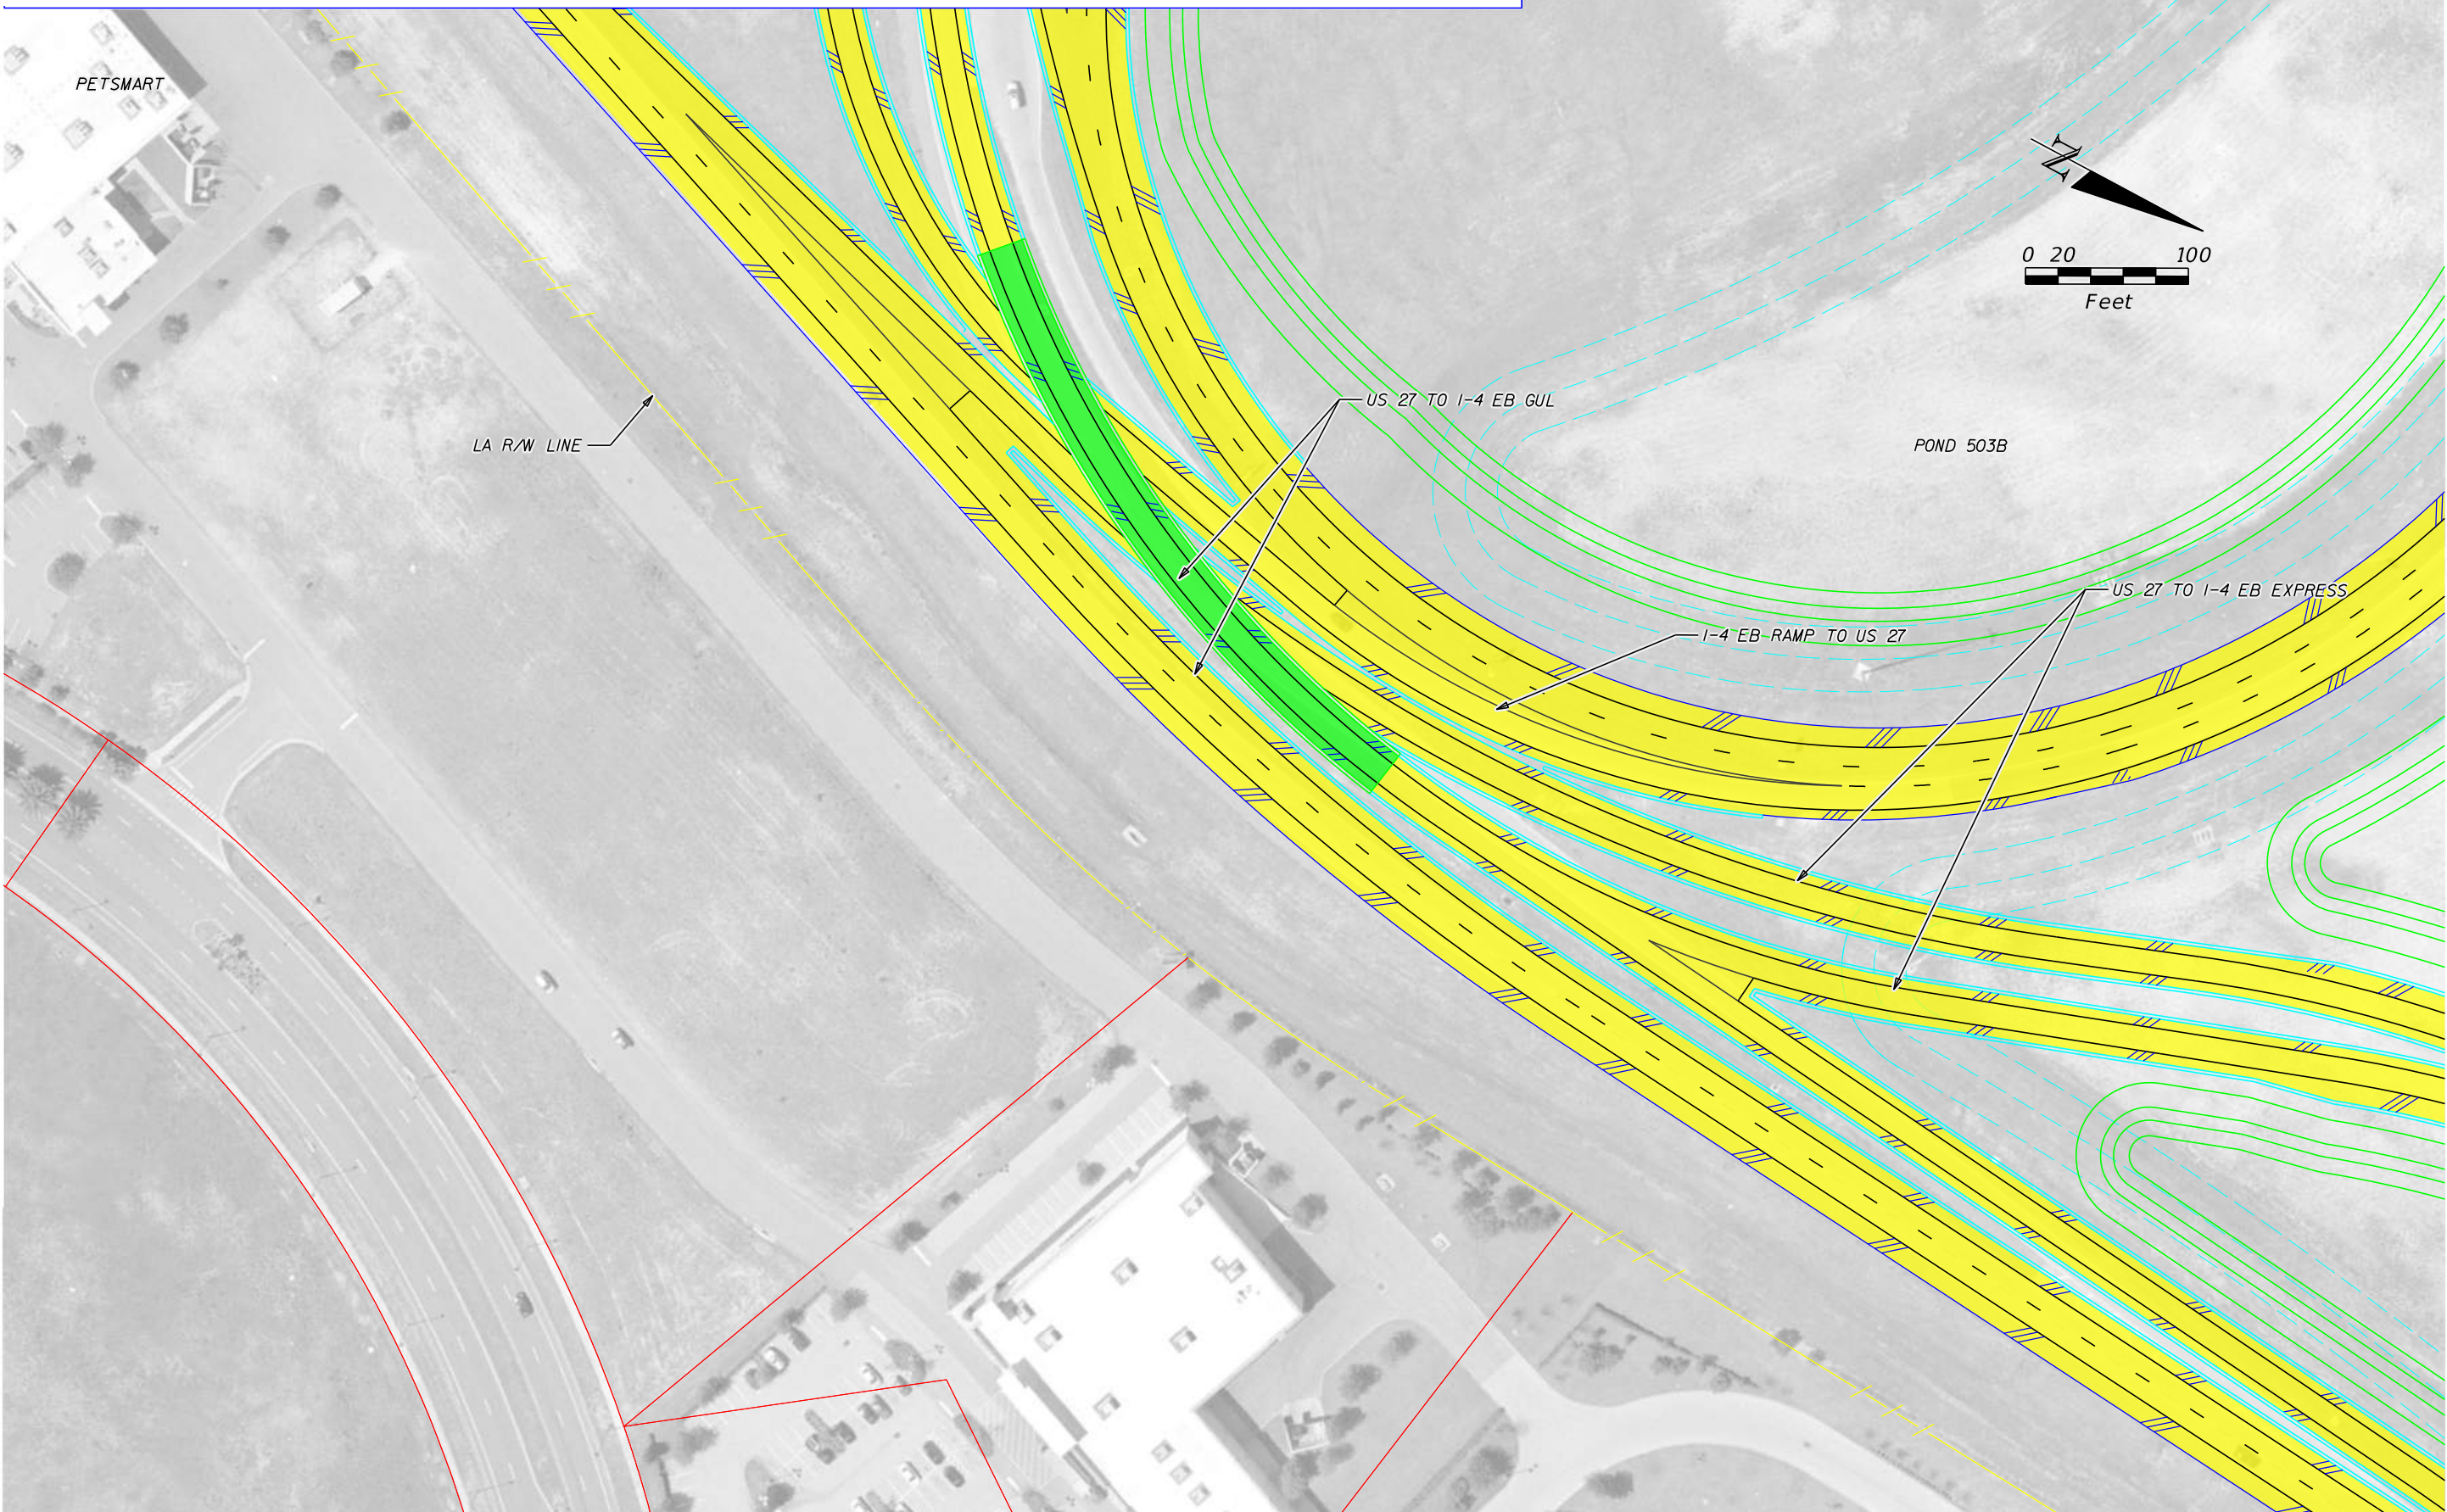 PETSMART
N
0 20 100
Feet
US 27 TO I-4 EB GUL
LA R/W LINE
POND 503B
US 27 TO I-4 EB EXPRESS
I-4 EB RAMP TO US 27